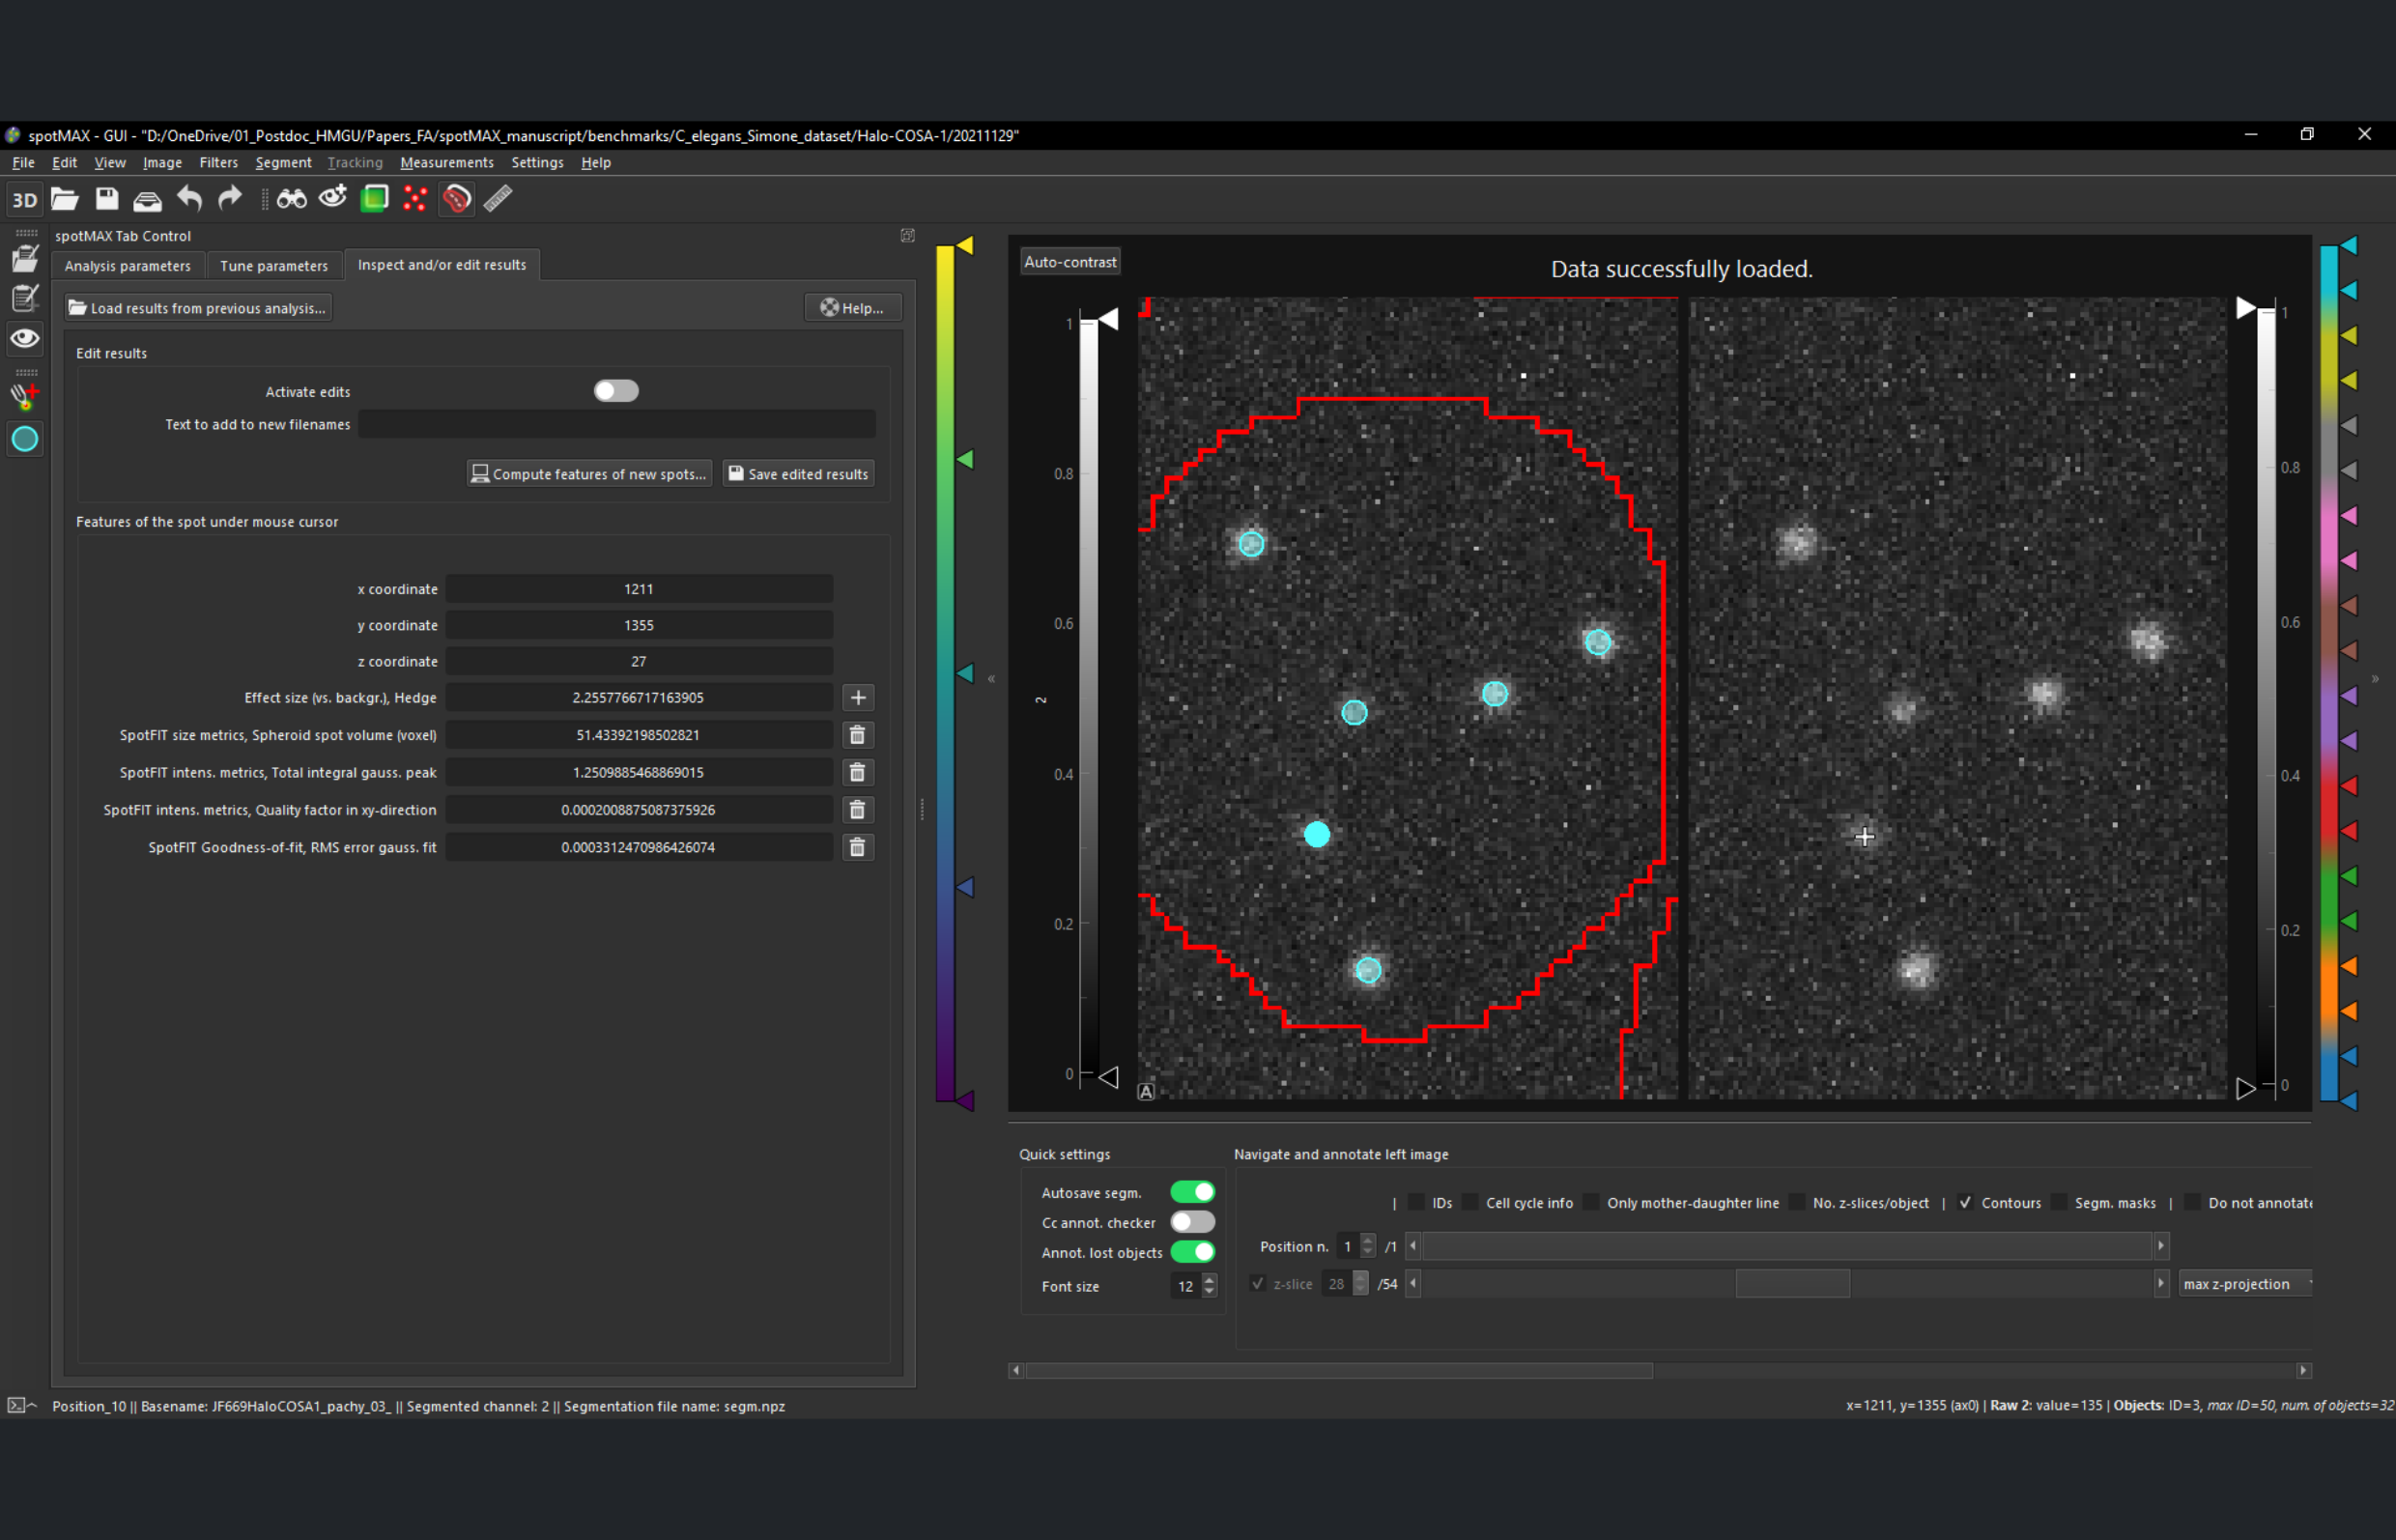 spotMAX - GUI - "D:/OneDrive/01_Postdoc_HMGU/Papers_FA/spotMAX_manuscript/benchmarks/C_elegans_Simone_dataset/Halo-COSA-1/20211129"
File Edit View Image Filters Segment Tracking Measurements Settings Help
3D
spotMAX Tab Control
Analysis parameters Tune parameters Inspect and/or edit results
Load results from previous analysis... Help...
Edit results
Activate edits
Text to add to new filenames
Compute features of new spots... Save edited results
Features of the spot under mouse cursor
x coordinate 1211
y coordinate 1355
z coordinate 27
Effect size (vs. backgr.), Hedge 2.2557766717163905
SpotFIT size metrics, Spheroid spot volume (voxel) 51.43392198502821
SpotFIT intens. metrics, Total integral gauss. peak 1.2509885468869015
SpotFIT intens. metrics, Quality factor in xy-direction 0.0002008875087375926
SpotFIT Goodness-of-fit, RMS error gauss. fit 0.0003312470986426074
Auto-contrast
Data successfully loaded.
1
0.8
0.6
2
0.4
0.2
0
A
1
0.8
0.6
0.4
0.2
0
Quick settings
Autosave segm.
Cc annot. checker
Annot. lost objects
Font size 12
Navigate and annotate left image
| IDs Cell cycle info Only mother-daughter line No. z-slices/object | Contours Segm. masks | Do not annotate
Position n. 1 /1
z-slice 28 /54 max z-projection
Position_10 || Basename: JF669HaloCOSA1_pachy_03_ || Segmented channel: 2 || Segmentation file name: segm.npz
x=1211, y=1355 (ax0) | Raw 2: value=135 | Objects: ID=3, max ID=50, num. of objects=32